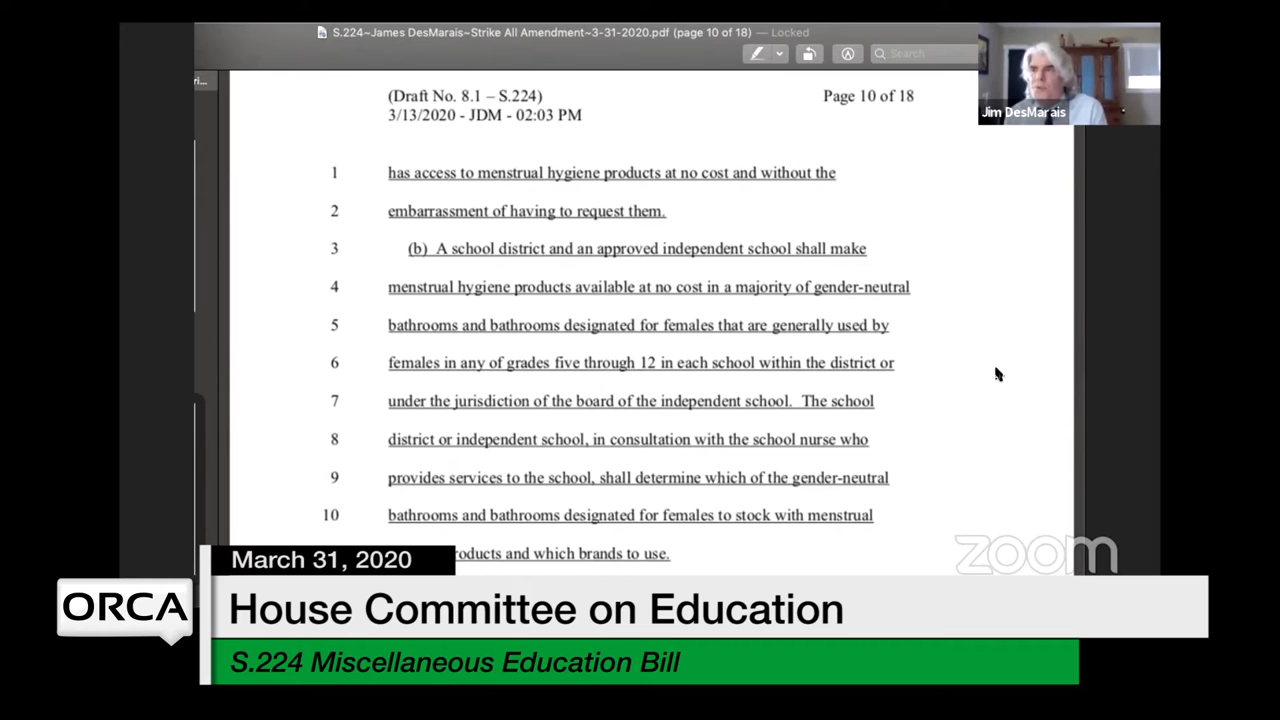 S.224~James DesMarais~Strike All Amendment~3-31-2020.pdf (page 10 of 18) — Locked
Search
ri...
Jim DesMarais
(Draft No. 8.1 – S.224) Page 10 of 18
3/13/2020 - JDM - 02:03 PM
1 has access to menstrual hygiene products at no cost and without the
2 embarrassment of having to request them.
3 (b) A school district and an approved independent school shall make
4 menstrual hygiene products available at no cost in a majority of gender-neutral
5 bathrooms and bathrooms designated for females that are generally used by
6 females in any of grades five through 12 in each school within the district or
7 under the jurisdiction of the board of the independent school. The school
8 district or independent school, in consultation with the school nurse who
9 provides services to the school, shall determine which of the gender-neutral
10 bathrooms and bathrooms designated for females to stock with menstrual
roducts and which brands to use.
zoom
March 31, 2020
ORCA
House Committee on Education
S.224 Miscellaneous Education Bill